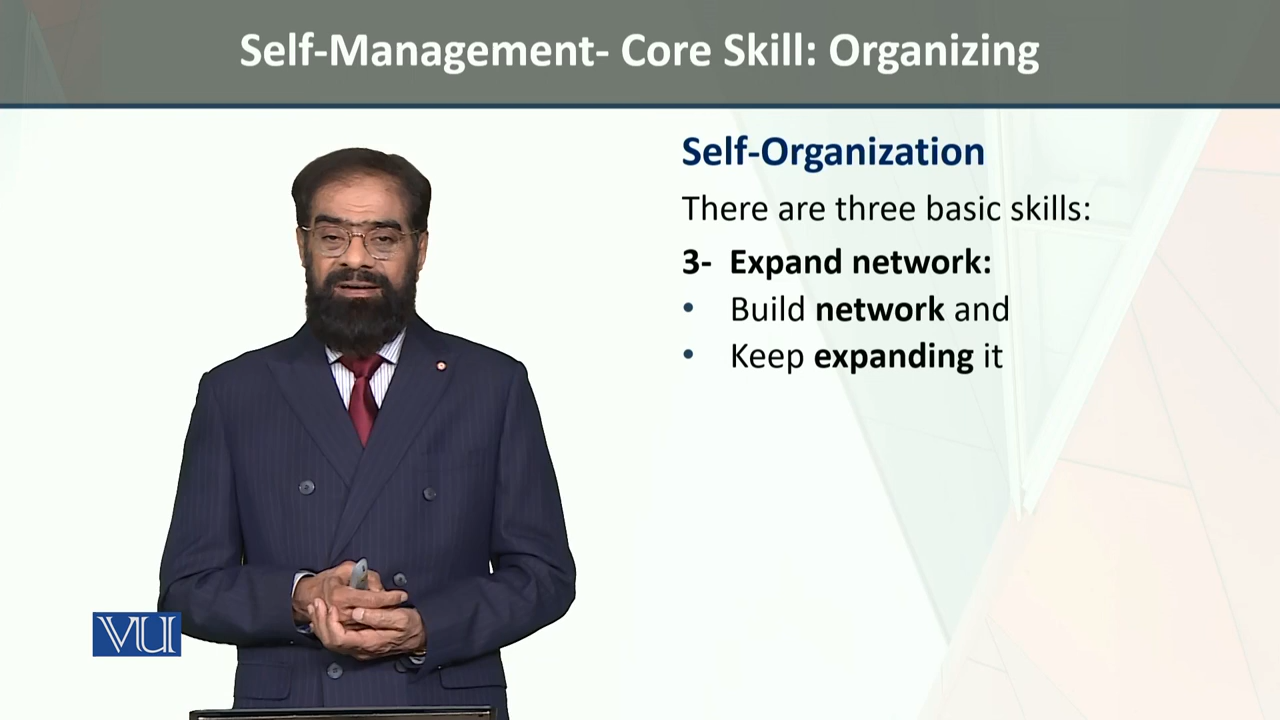 Self-Management- Core Skill: Organizing
Self-Organization
There are three basic skills:
3- Expand network:
• Build network and
• Keep expanding it
VU